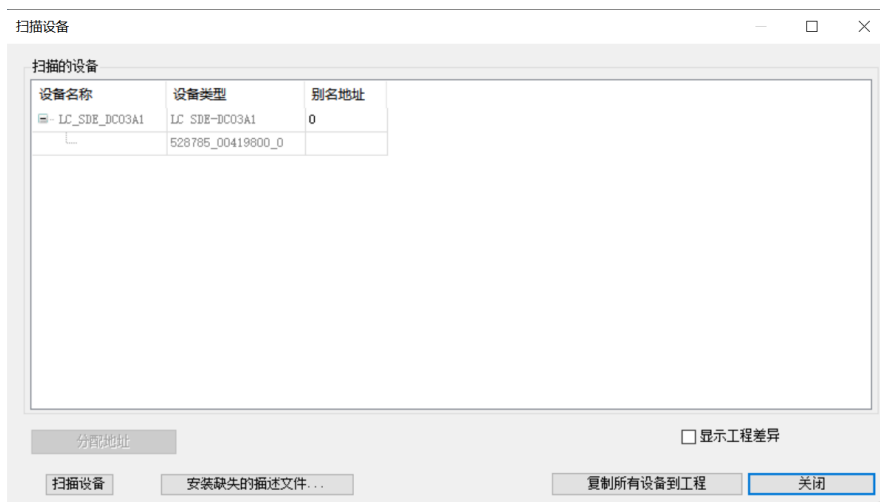 扫描设备
扫描的设备
设备名称 设备类型 别名地址
LC_SDE_DC03A1 LC SDE-DC03A1 0
528785_00419800_0
分配地址
显示工程差异
扫描设备 安装缺失的描述文件... 复制所有设备到工程 关闭